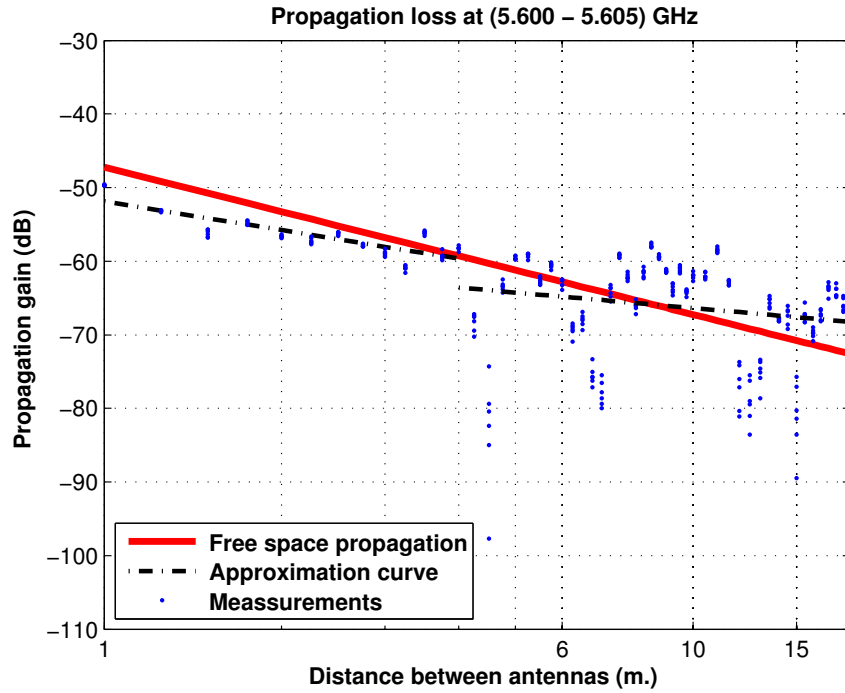 Propagation loss at (5.600 − 5.605) GHz
Propagation gain (dB)
−30
−40
−50
−60
−70
−80
−90
−100
−110
Free space propagation
Approximation curve
Meassurements
1
6
10
15
Distance between antennas (m.)